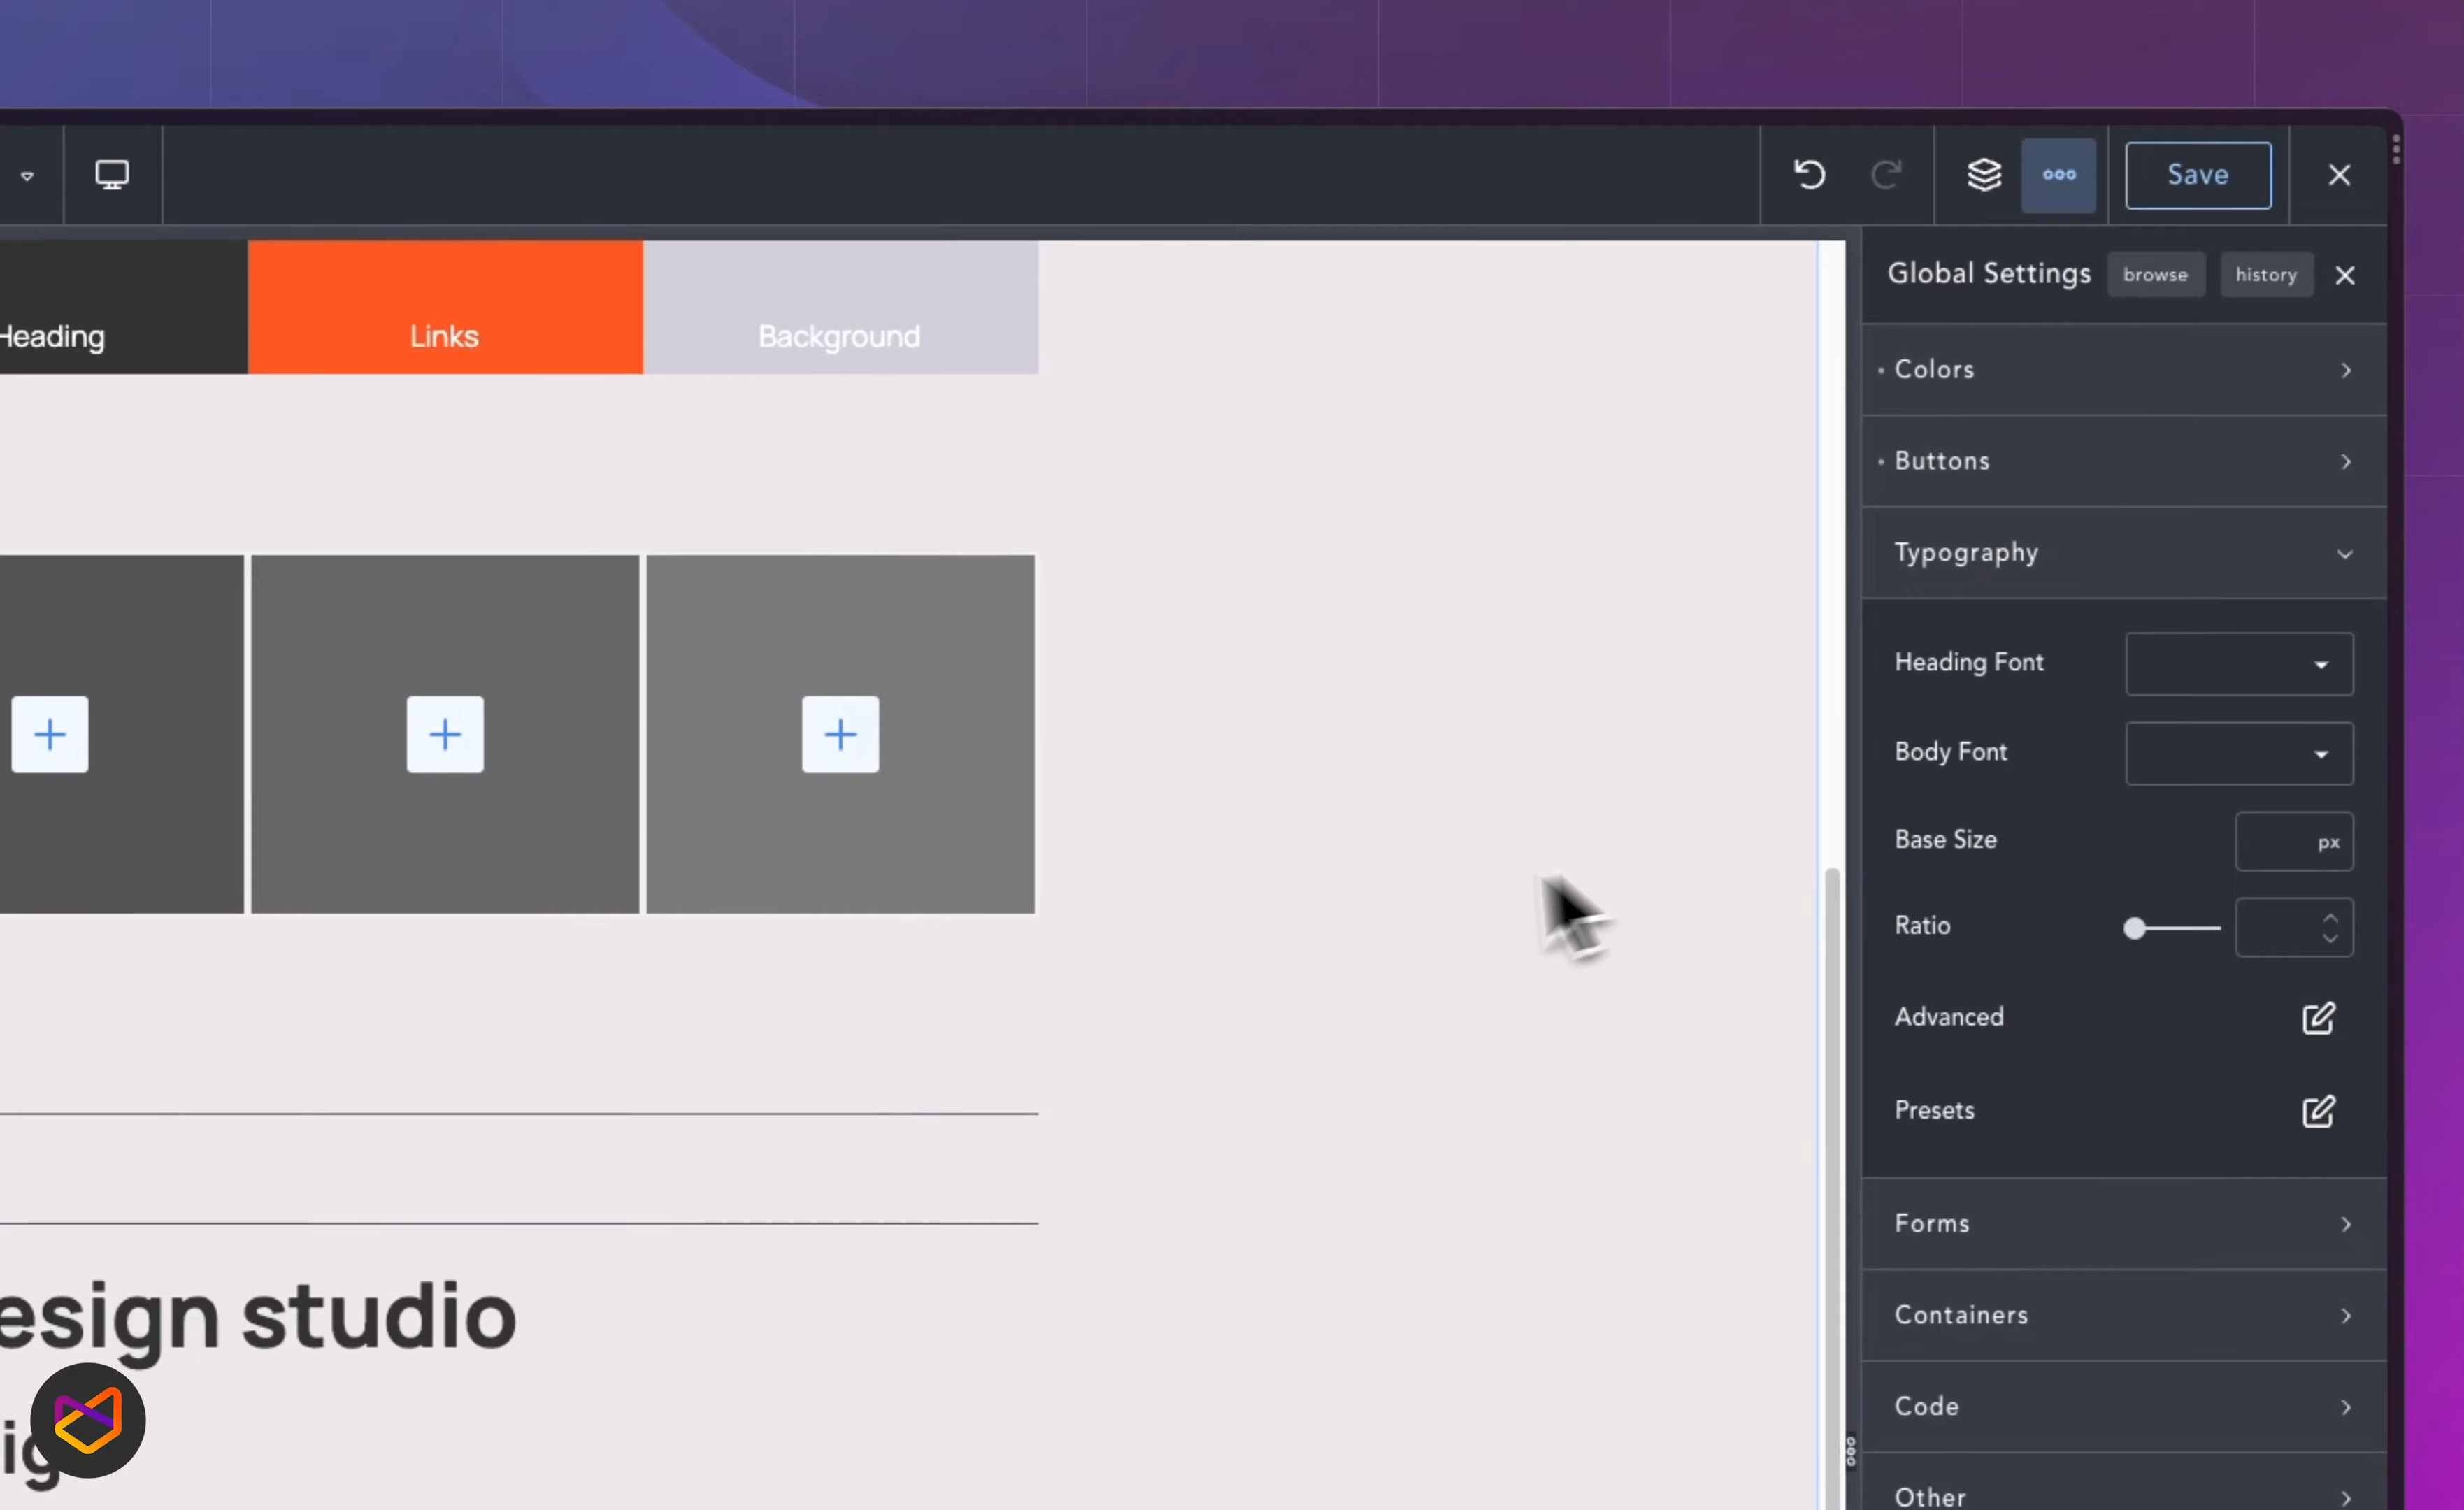 Save
Heading
Links
Background
Global Settings
browse
history
Colors
Buttons
Typography
Heading Font
Body Font
Base Size
px
Ratio
Advanced
Presets
Forms
Containers
Code
Other
esign studio
ig